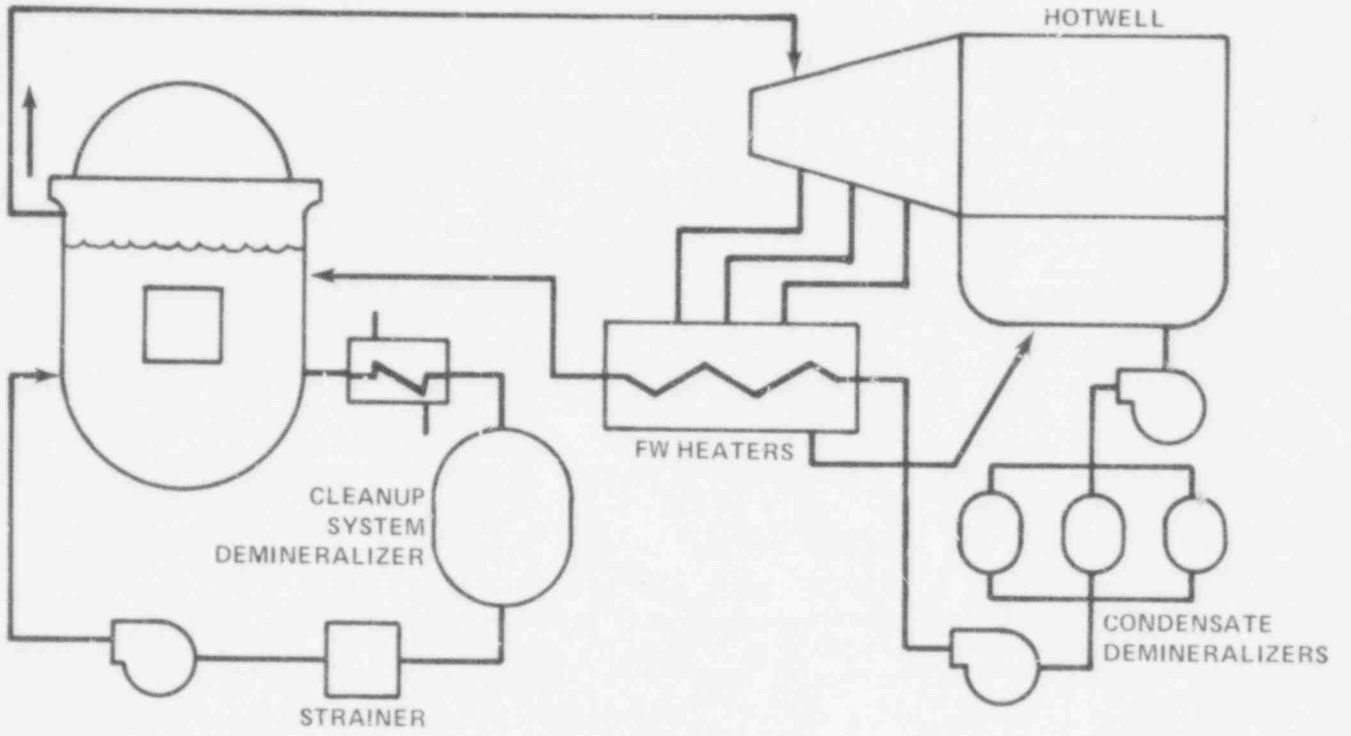 HOTWELL
FW HEATERS
CLEANUP
SYSTEM
DEMINERALIZER
CONDENSATE
DEMINERALIZERS
STRAINER